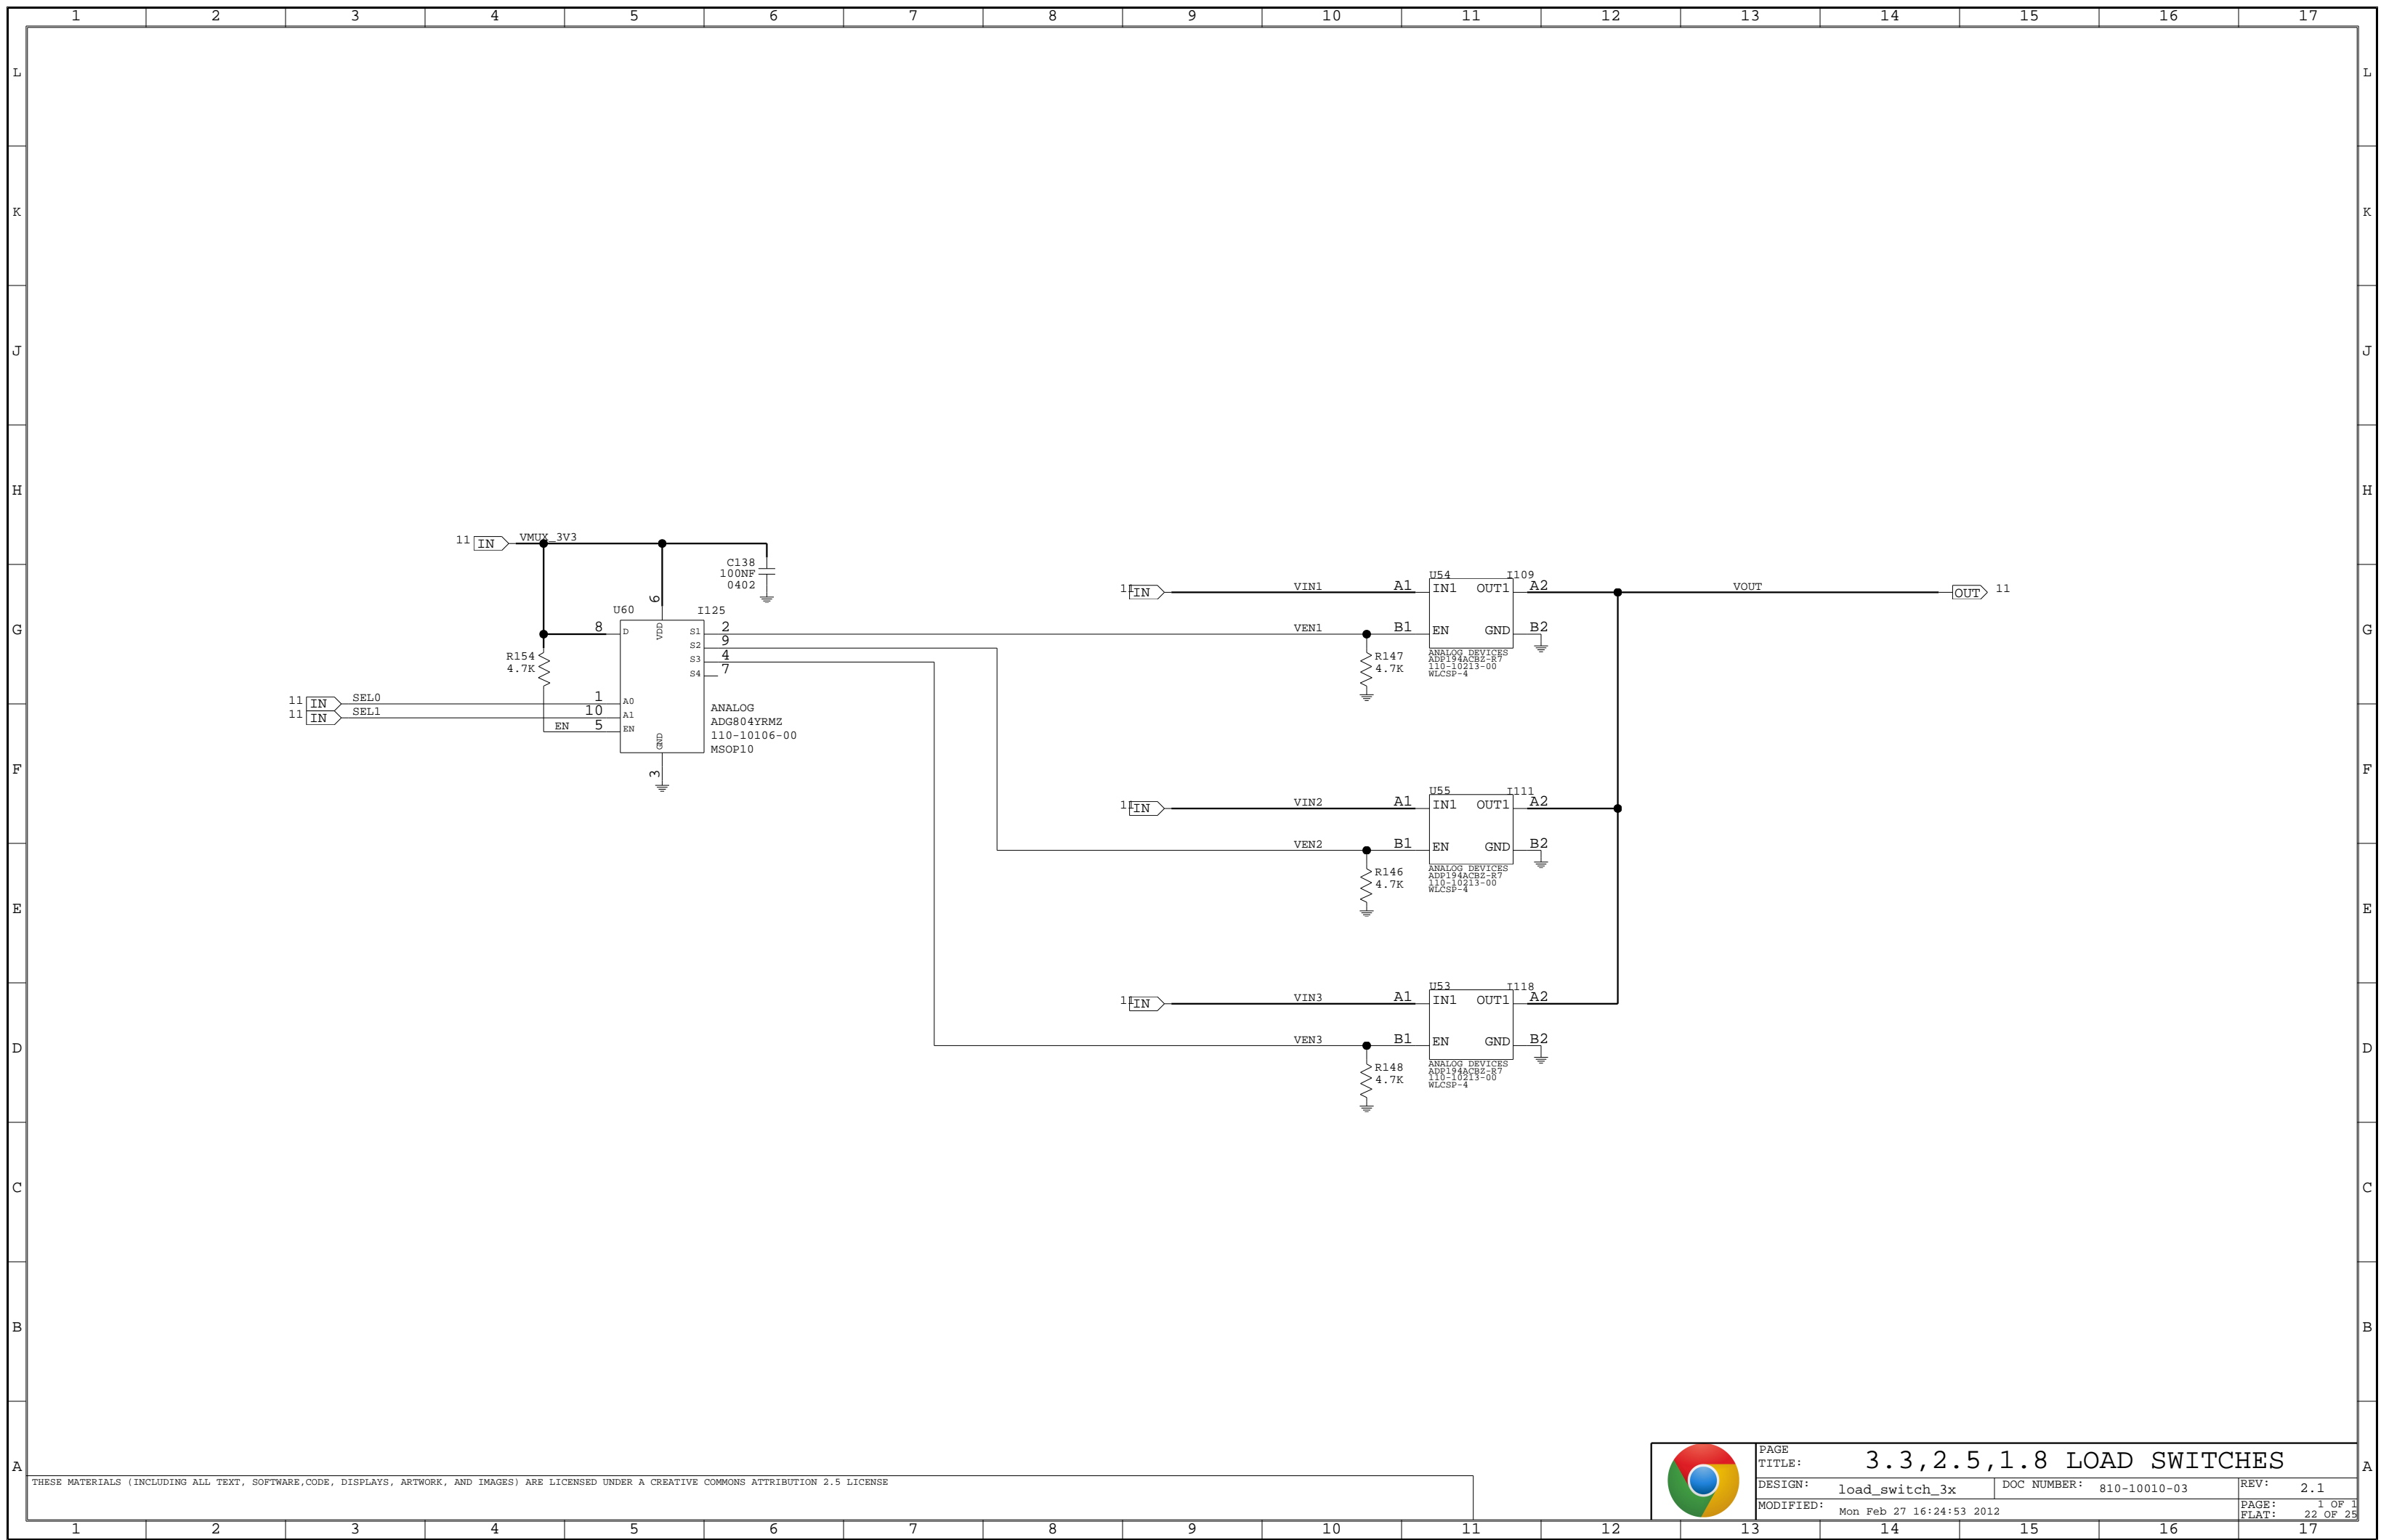 1 2 3 4 5 6 7 8 9 10 11 12 13 14 15 16 17
L L
K K
J J
H H
11 IN VMUX_3V3
C138
100NF
0402
6
U60 I125
8 D VDD S1 2
S2 9
S3 4
S4 7
R154
4.7K
11 IN SEL0 1 A0
11 IN SEL1 10 A1
EN 5 EN
GND
3
ANALOG
ADG804YRMZ
110-10106-00
MSOP10
G G
U54 I109
11 IN VIN1 A1 IN1 OUT1 A2 VOUT OUT 11
VEN1 B1 EN GND B2
R147
4.7K
ANALOG DEVICES
ADP194ACBZ-R7
110-10213-00
WLCSP-4
F F
U55 I111
11 IN VIN2 A1 IN1 OUT1 A2
VEN2 B1 EN GND B2
R146
4.7K
ANALOG DEVICES
ADP194ACBZ-R7
110-10213-00
WLCSP-4
E E
U53 I118
11 IN VIN3 A1 IN1 OUT1 A2
VEN3 B1 EN GND B2
R148
4.7K
ANALOG DEVICES
ADP194ACBZ-R7
110-10213-00
WLCSP-4
D D
C C
B B
A A
THESE MATERIALS (INCLUDING ALL TEXT, SOFTWARE,CODE, DISPLAYS, ARTWORK, AND IMAGES) ARE LICENSED UNDER A CREATIVE COMMONS ATTRIBUTION 2.5 LICENSE
PAGE TITLE: 3.3,2.5,1.8 LOAD SWITCHES
DESIGN: load_switch_3x DOC NUMBER: 810-10010-03 REV: 2.1
MODIFIED: Mon Feb 27 16:24:53 2012 PAGE: 1 OF 1
FLAT: 22 OF 25
1 2 3 4 5 6 7 8 9 10 11 12 13 14 15 16 17